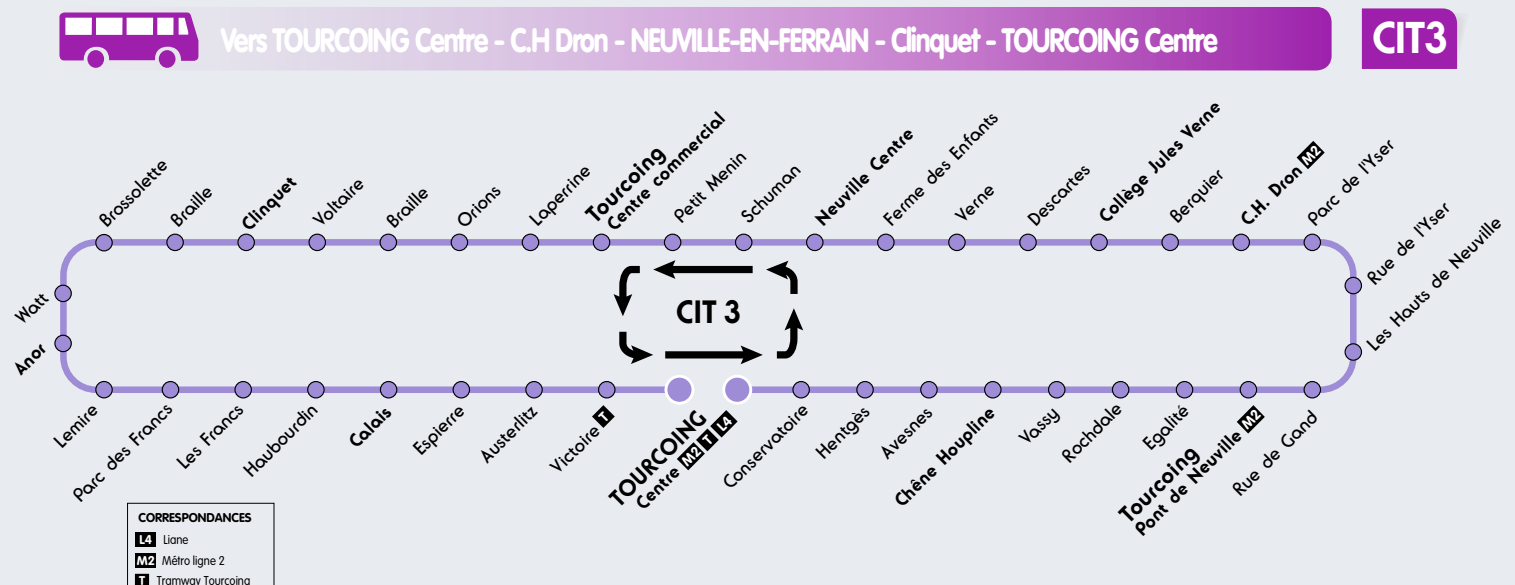 Vers TOURCOING Centre - C.H Dron - NEUVILLE-EN-FERRAIN - Clinquet - TOURCOING Centre
CIT3
Brossolette
Braille
Clinquet
Voltaire
Braille
Orions
Laperrine
Tourcoing
Centre commercial
Petit Menin
Schuman
Neuville Centre
Ferme des Enfants
Verne
Descartes
Collège Jules Verne
Berquier
C.H. Dron M2
Parc de l'Yser
Rue de l'Yser
Les Hauts de Neuville
Watt
Anor
CIT 3
Lemire
Parc des Francs
Les Francs
Haubourdin
Calais
Espierre
Austerlitz
Victoire T
TOURCOING
Centre M2 T L4
Conservatoire
Hentgès
Avesnes
Chêne Houpline
Vassy
Rochdale
Egalité
Tourcoing
Pont de Neuville M2
Rue de Gand
CORRESPONDANCES
L4 Liane
M2 Métro ligne 2
T Tramway Tourcoing